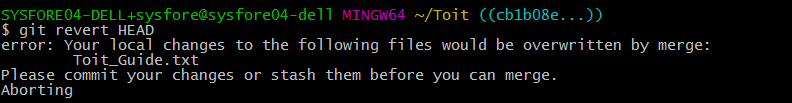 SYSFORE04-DELL+sysfore@sysfore04-dell MINGW64 ~/Toit ((cb1b08e...))
$ git revert HEAD
error: Your local changes to the following files would be overwritten by merge:
        Toit_Guide.txt
Please commit your changes or stash them before you can merge.
Aborting